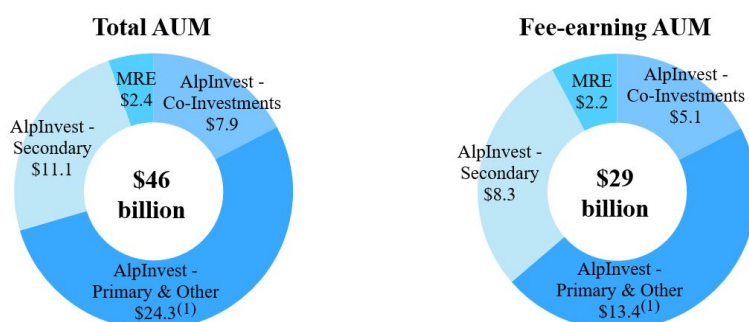 Total AUM
MRE
$2.4
AlpInvest -
Co-Investments
$7.9
AlpInvest -
Secondary
$11.1
$46
billion
AlpInvest -
Primary & Other
$24.3(1)
Fee-earning AUM
MRE
$2.2
AlpInvest -
Co-Investments
$5.1
AlpInvest -
Secondary
$8.3
$29
billion
AlpInvest -
Primary & Other
$13.4(1)